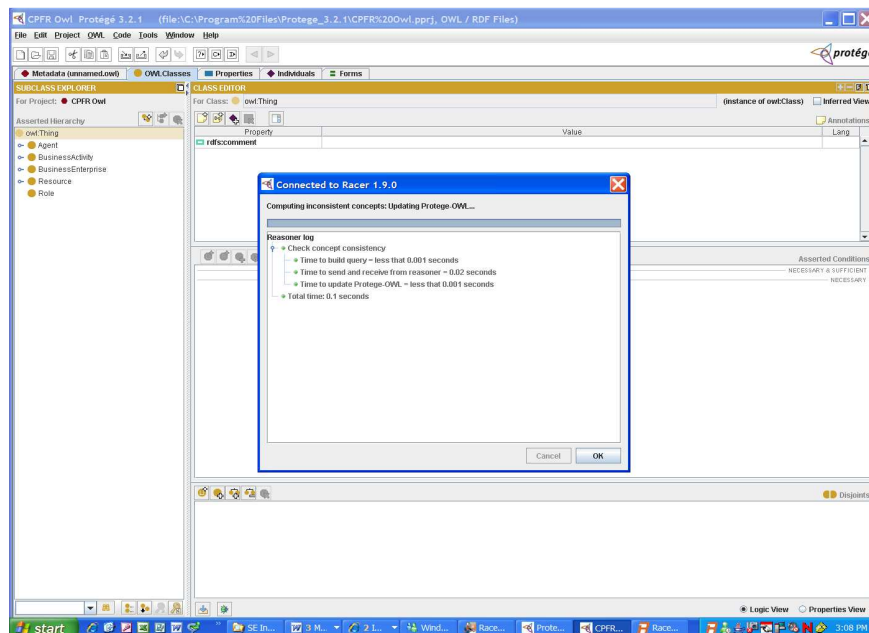 CPFR Owl Protégé 3.2.1 (file:\C:\Program%20Files\Protege_3.2.1\CPFR%20Owl.pprj, OWL / RDF Files)
File Edit Project OWL Code Tools Window Help
protégé
Metadata (unnamed.owl) OWLClasses Properties Individuals Forms
SUBCLASS EXPLORER
CLASS EDITOR
For Project: CPFR Owl
For Class: owl:Thing
(instance of owl:Class) Inferred View
Asserted Hierarchy
Annotations
owl:Thing
Property Value Lang
rdfs:comment
Agent
BusinessActivity
BusinessEnterprise
Resource
Role
Connected to Racer 1.9.0
Computing inconsistent concepts: Updating Protege-OWL...
Reasoner log
Check concept consistency
Time to build query = less that 0.001 seconds
Time to send and receive from reasoner = 0.02 seconds
Time to update Protege-OWL = less that 0.001 seconds
Total time: 0.1 seconds
Cancel OK
Asserted Conditions
NECESSARY & SUFFICIENT
NECESSARY
Disjoints
Logic View Properties View
start SE In... 3 M... 2 I... Wind... Race... Prote... CPFR... Race... 3:08 PM